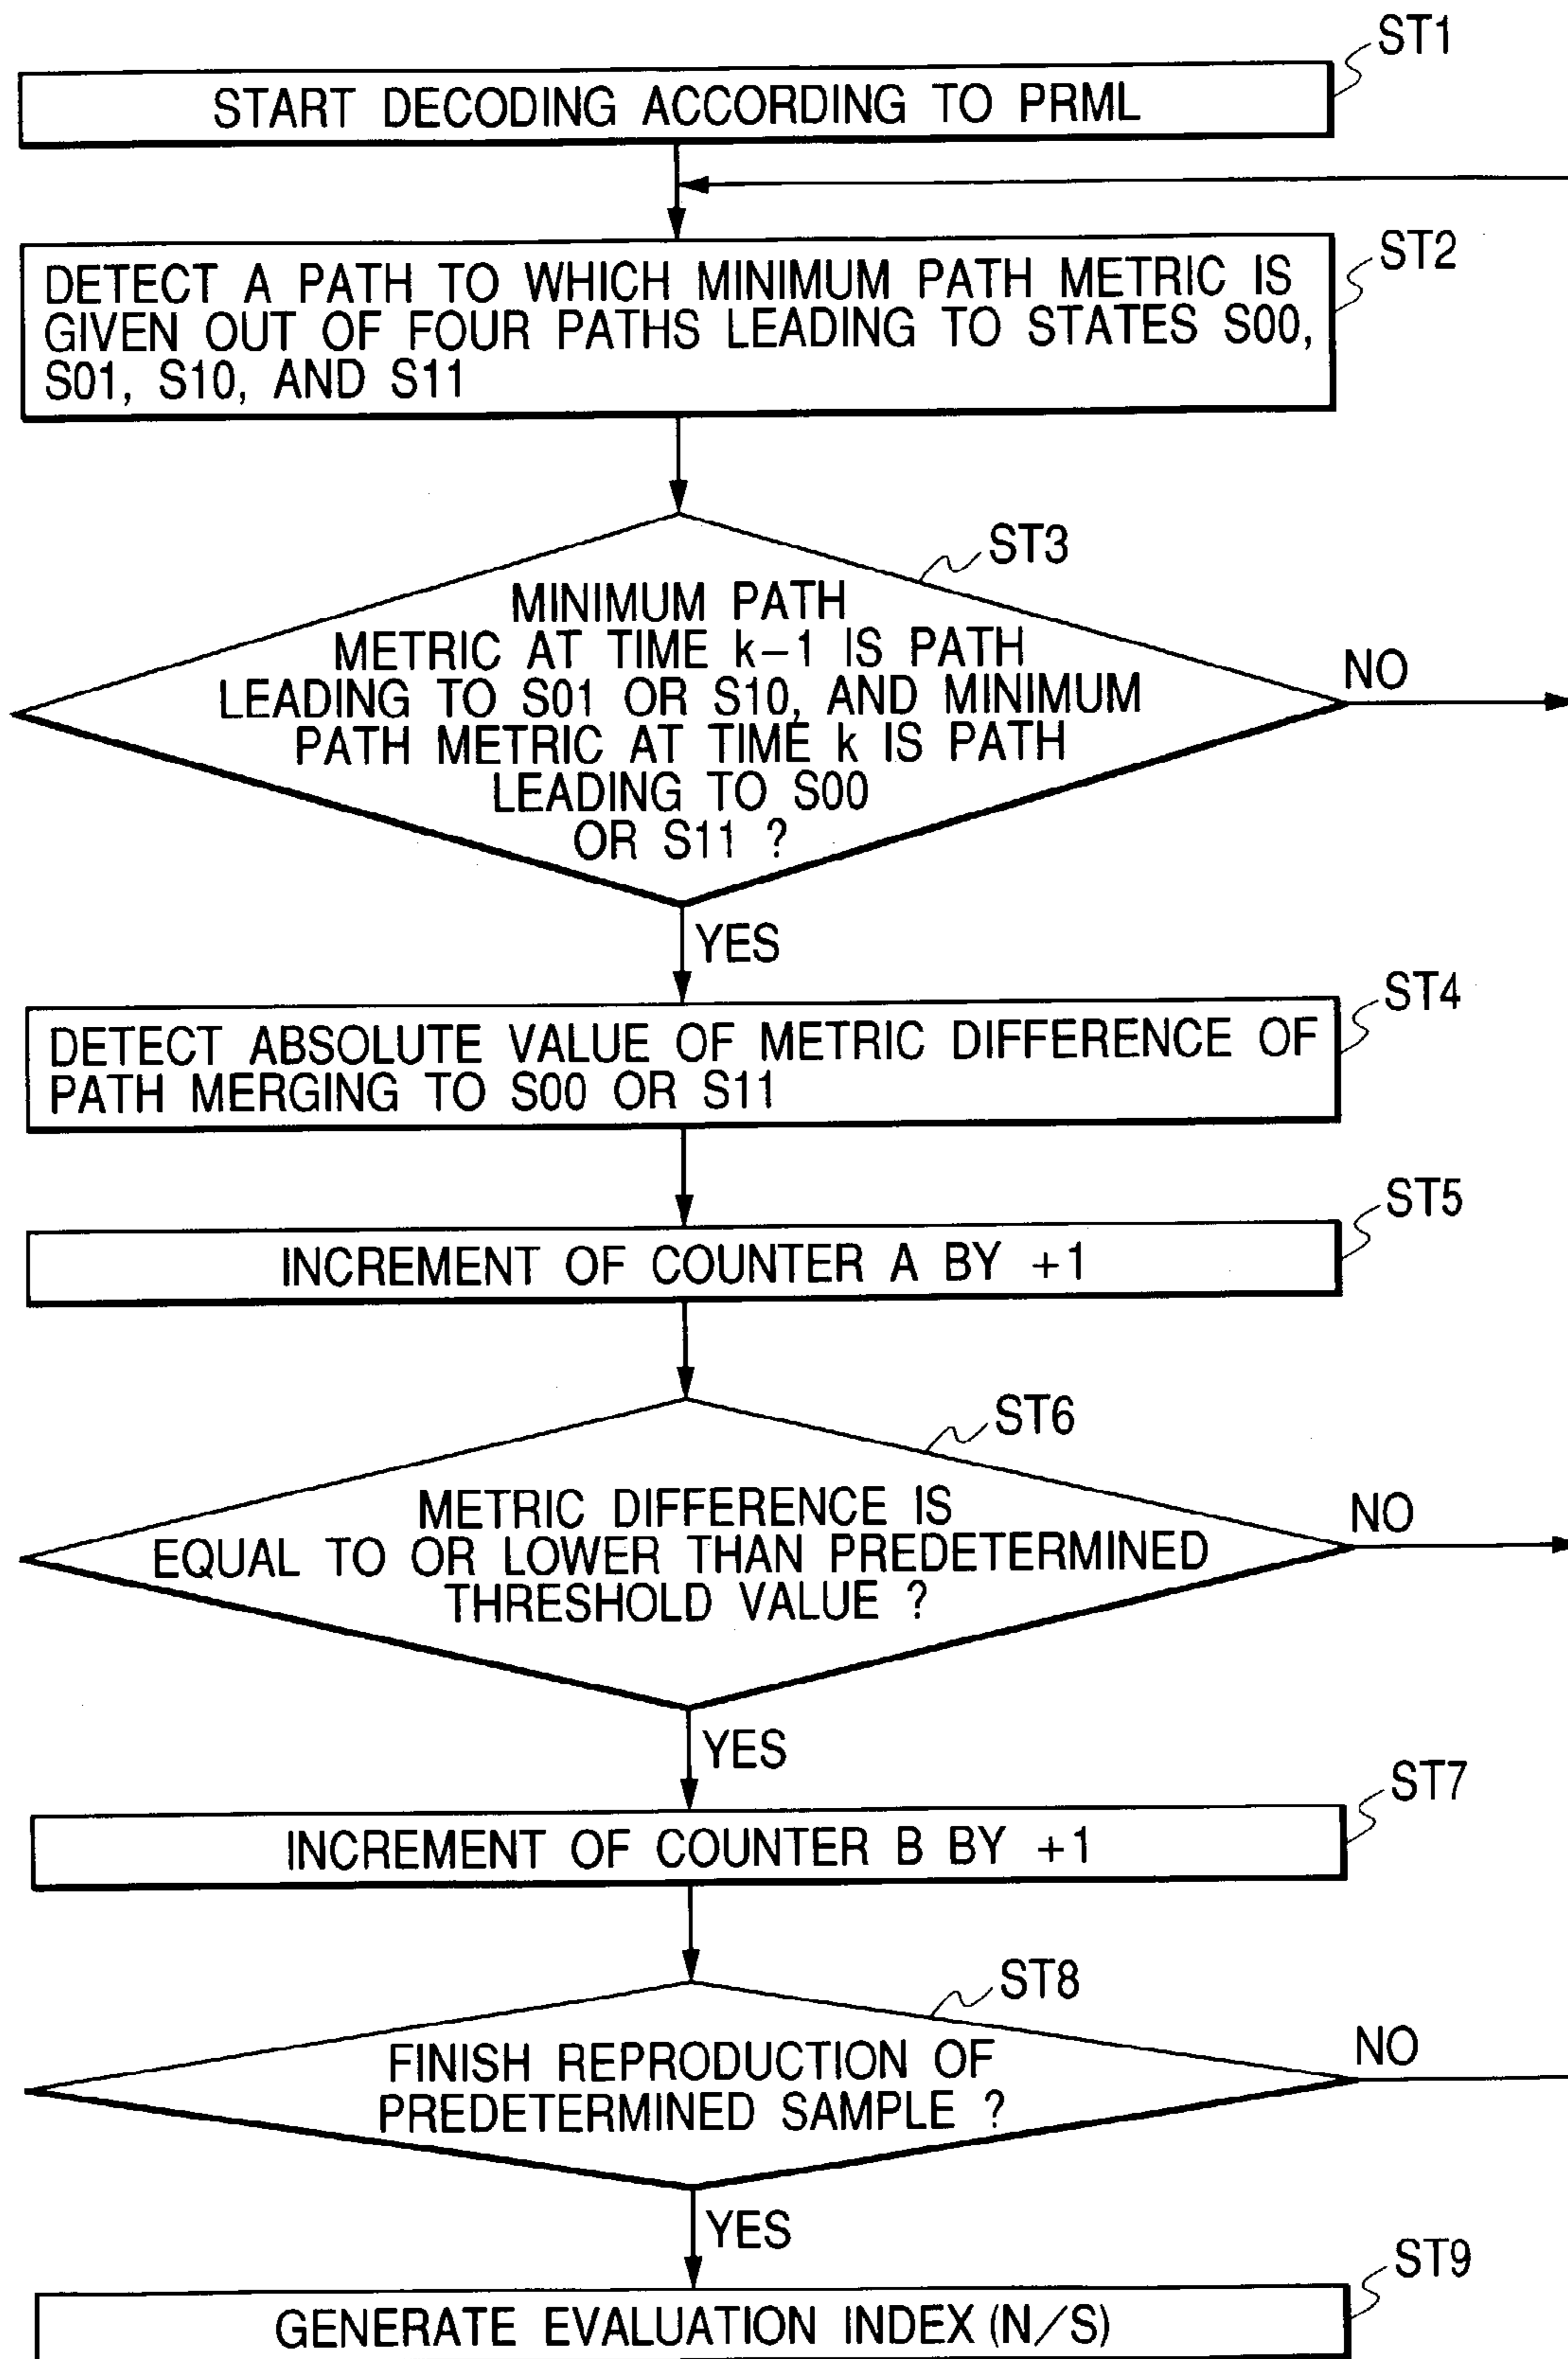 ST1
START DECODING ACCORDING TO PRML
ST2
DETECT A PATH TO WHICH MINIMUM PATH METRIC IS
GIVEN OUT OF FOUR PATHS LEADING TO STATES S00,
S01, S10, AND S11
ST3
MINIMUM PATH
METRIC AT TIME k-1 IS PATH
LEADING TO S01 OR S10, AND MINIMUM
PATH METRIC AT TIME k IS PATH
LEADING TO S00
OR S11 ?
NO
YES
ST4
DETECT ABSOLUTE VALUE OF METRIC DIFFERENCE OF
PATH MERGING TO S00 OR S11
ST5
INCREMENT OF COUNTER A BY +1
ST6
METRIC DIFFERENCE IS
EQUAL TO OR LOWER THAN PREDETERMINED
THRESHOLD VALUE ?
NO
YES
ST7
INCREMENT OF COUNTER B BY +1
ST8
FINISH REPRODUCTION OF
PREDETERMINED SAMPLE ?
NO
YES
ST9
GENERATE EVALUATION INDEX (N/S)